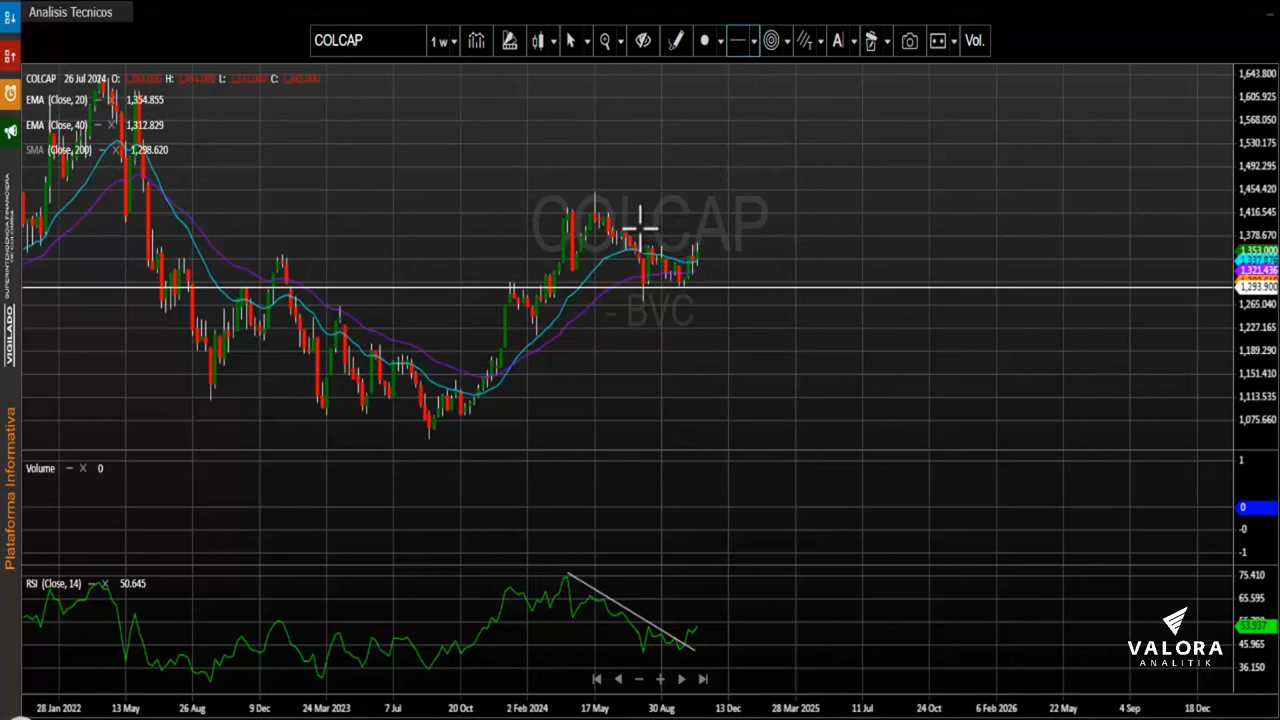 Analisis Tecnicos
COLCAP
1 w
A
Vol.
COLCAP 26 Jul 2024 O: H: L: C:
EMA (Close, 20) 1,354.855
EMA (Close, 40) 1,312.829
SMA (Close, 200) 1,298.620
COLCAP
- BVC
1,643.800
1,605.925
1,568.050
1,530.175
1,492.295
1,454.420
1,416.545
1,378.670
1,353.000
1,321.436
1,293.900
1,265.040
1,227.165
1,189.290
1,151.410
1,113.535
1,075.660
Volume 0
1
0
-0
-1
RSI (Close, 14) 50.645
75.410
65.595
53.937
45.965
36.150
28 Jan 2022
13 May
26 Aug
9 Dec
24 Mar 2023
7 Jul
20 Oct
2 Feb 2024
17 May
30 Aug
13 Dec
28 Mar 2025
11 Jul
24 Oct
6 Feb 2026
22 May
4 Sep
18 Dec
SUPERINTENDENCIA FINANCIERA
DE COLOMBIA
VIGILADO
Plataforma Informativa
VALORA
ANALITIK